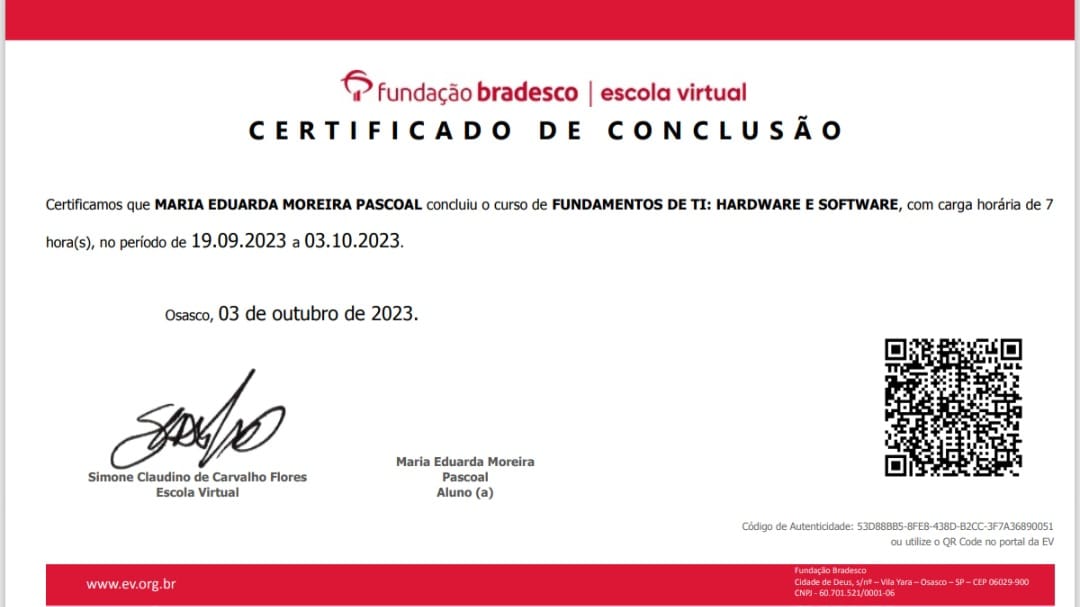 fundação bradesco | escola virtual
CERTIFICADO DE CONCLUSÃO
Certificamos que MARIA EDUARDA MOREIRA PASCOAL concluiu o curso de FUNDAMENTOS DE TI: HARDWARE E SOFTWARE, com carga horária de 7
hora(s), no período de 19.09.2023 a 03.10.2023.
Osasco, 03 de outubro de 2023.
Simone Claudino de Carvalho Flores
Escola Virtual
Maria Eduarda Moreira
Pascoal
Aluno (a)
Código de Autenticidade: 53D88BB5-8FE8-438D-B2CC-3F7A36890051
ou utilize o QR Code no portal da EV
www.ev.org.br
Fundação Bradesco
Cidade de Deus, s/nº – Vila Yara – Osasco – SP – CEP 06029-900
CNPJ - 60.701.521/0001-06